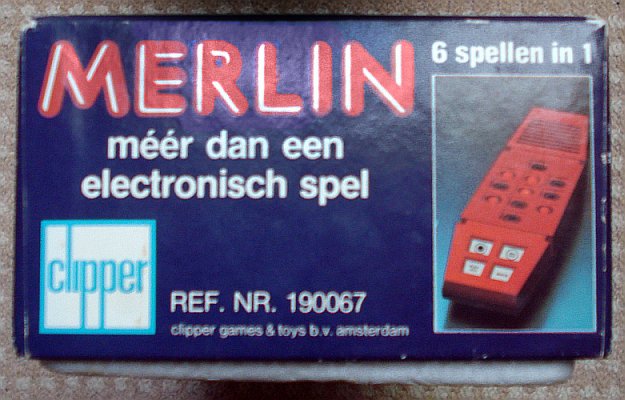 MERLIN
6 spellen in 1
méér dan een
electronisch spel
clipper
REF. NR. 190067
clipper games & toys b.v. amsterdam